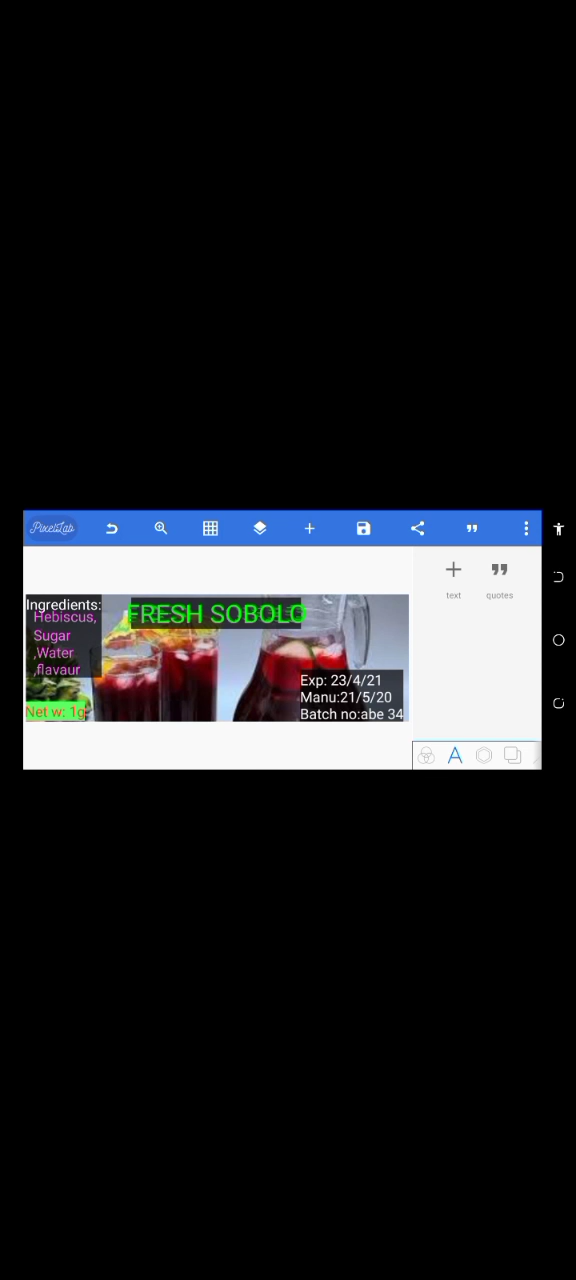 PixelLab
text quotes
Ingredients:
Hebiscus,
Sugar
,Water
,flavaur
Net w: 1g
FRESH SOBOLO
Exp: 23/4/21
Manu:21/5/20
Batch no:abe 34